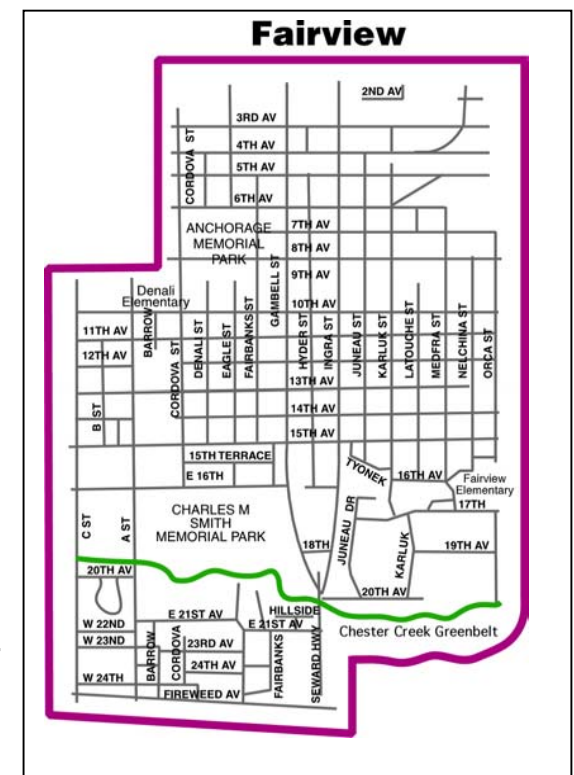 Fairview
2ND AV
3RD AV
4TH AV
CORDOVA ST
5TH AV
6TH AV
7TH AV
ANCHORAGE
MEMORIAL
PARK
8TH AV
9TH AV
GAMBELL ST
Denali
Elementary
10TH AV
11TH AV
BARROW
12TH AV
CORDOVA ST
DENALI ST
EAGLE ST
FAIRBANKS ST
HYDER ST
INGRA ST
JUNEAU ST
KARLUK ST
LATOUCHE ST
MEDFRA ST
NELCHINA ST
ORCA ST
13TH AV
14TH AV
B ST
15TH AV
15TH TERRACE
E 16TH
TYONEK
16TH AV
Fairview
Elementary
17TH
CHARLES M
SMITH
MEMORIAL PARK
C ST
A ST
18TH
JUNEAU DR
KARLUK
19TH AV
20TH AV
20TH AV
HILLSIDE
E 21ST AV
E 21ST AV
Chester Creek Greenbelt
W 22ND
W 23ND
BARROW
CORDOVA
23RD AV
24TH AV
FAIRBANKS
SEWARD HWY
W 24TH
FIREWEED AV